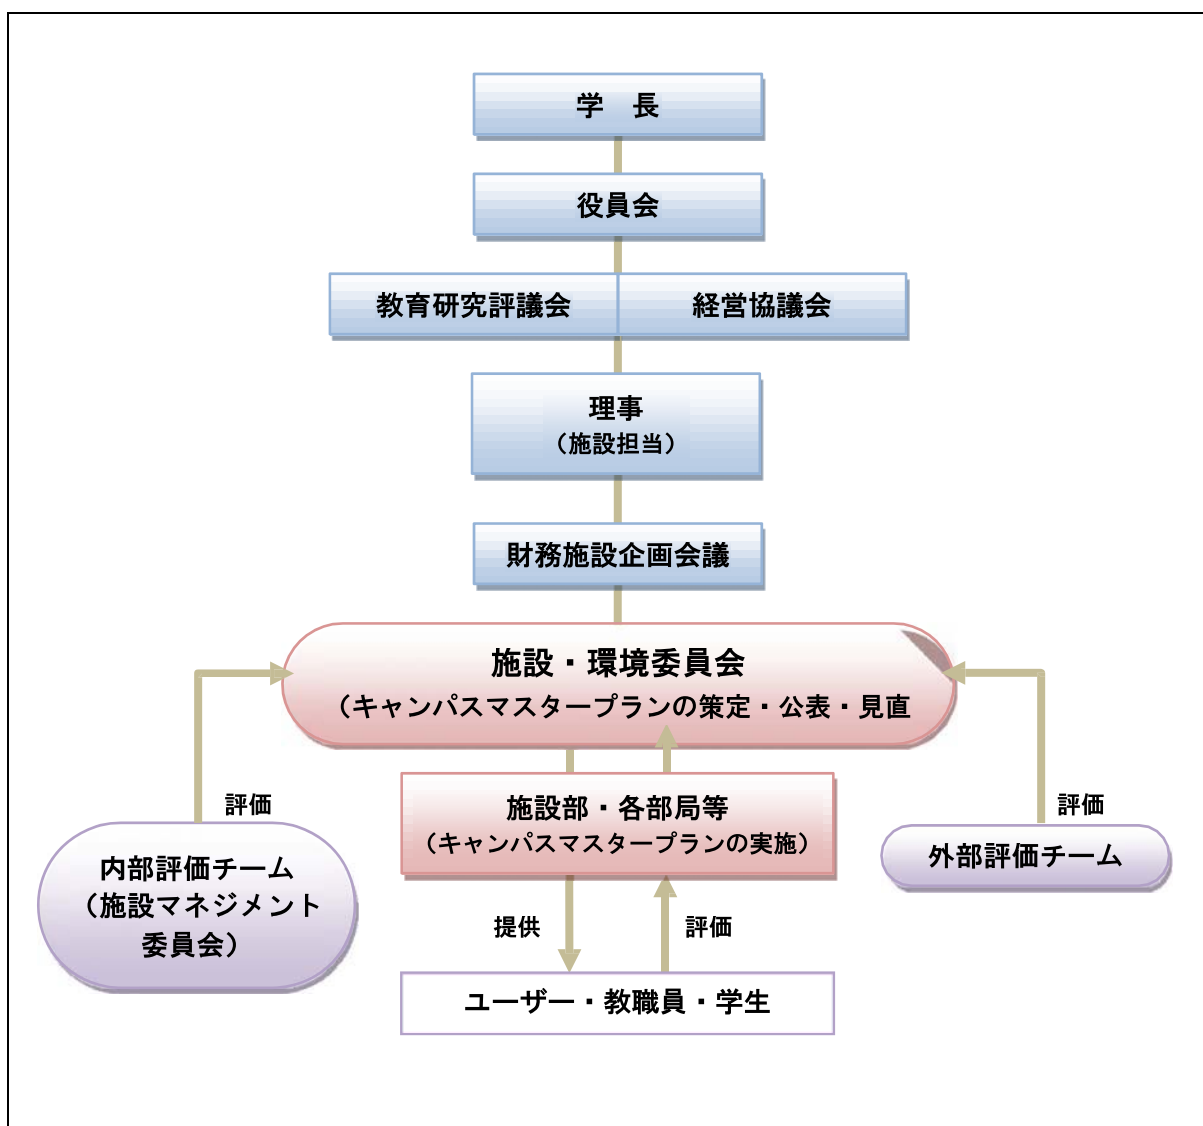 学　長
役員会
教育研究評議会
経営協議会
理事
（施設担当）
財務施設企画会議
施設・環境委員会
（キャンパスマスタープランの策定・公表・見直
施設部・各部局等
（キャンパスマスタープランの実施）
評価
評価
内部評価チーム
（施設マネジメント
委員会）
外部評価チーム
提供
評価
ユーザー・教職員・学生